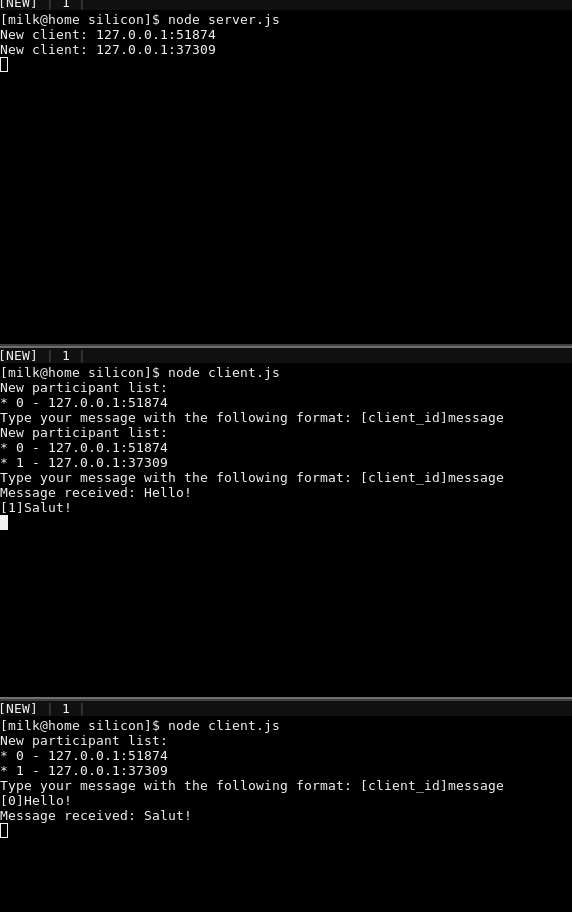 [NEW] | 1 |
[milk@home silicon]$ node server.js
New client: 127.0.0.1:51874
New client: 127.0.0.1:37309
[NEW] | 1 |
[milk@home silicon]$ node client.js
New participant list:
* 0 - 127.0.0.1:51874
Type your message with the following format: [client_id]message
New participant list:
* 0 - 127.0.0.1:51874
* 1 - 127.0.0.1:37309
Type your message with the following format: [client_id]message
Message received: Hello!
[1]Salut!
[NEW] | 1 |
[milk@home silicon]$ node client.js
New participant list:
* 0 - 127.0.0.1:51874
* 1 - 127.0.0.1:37309
Type your message with the following format: [client_id]message
[0]Hello!
Message received: Salut!